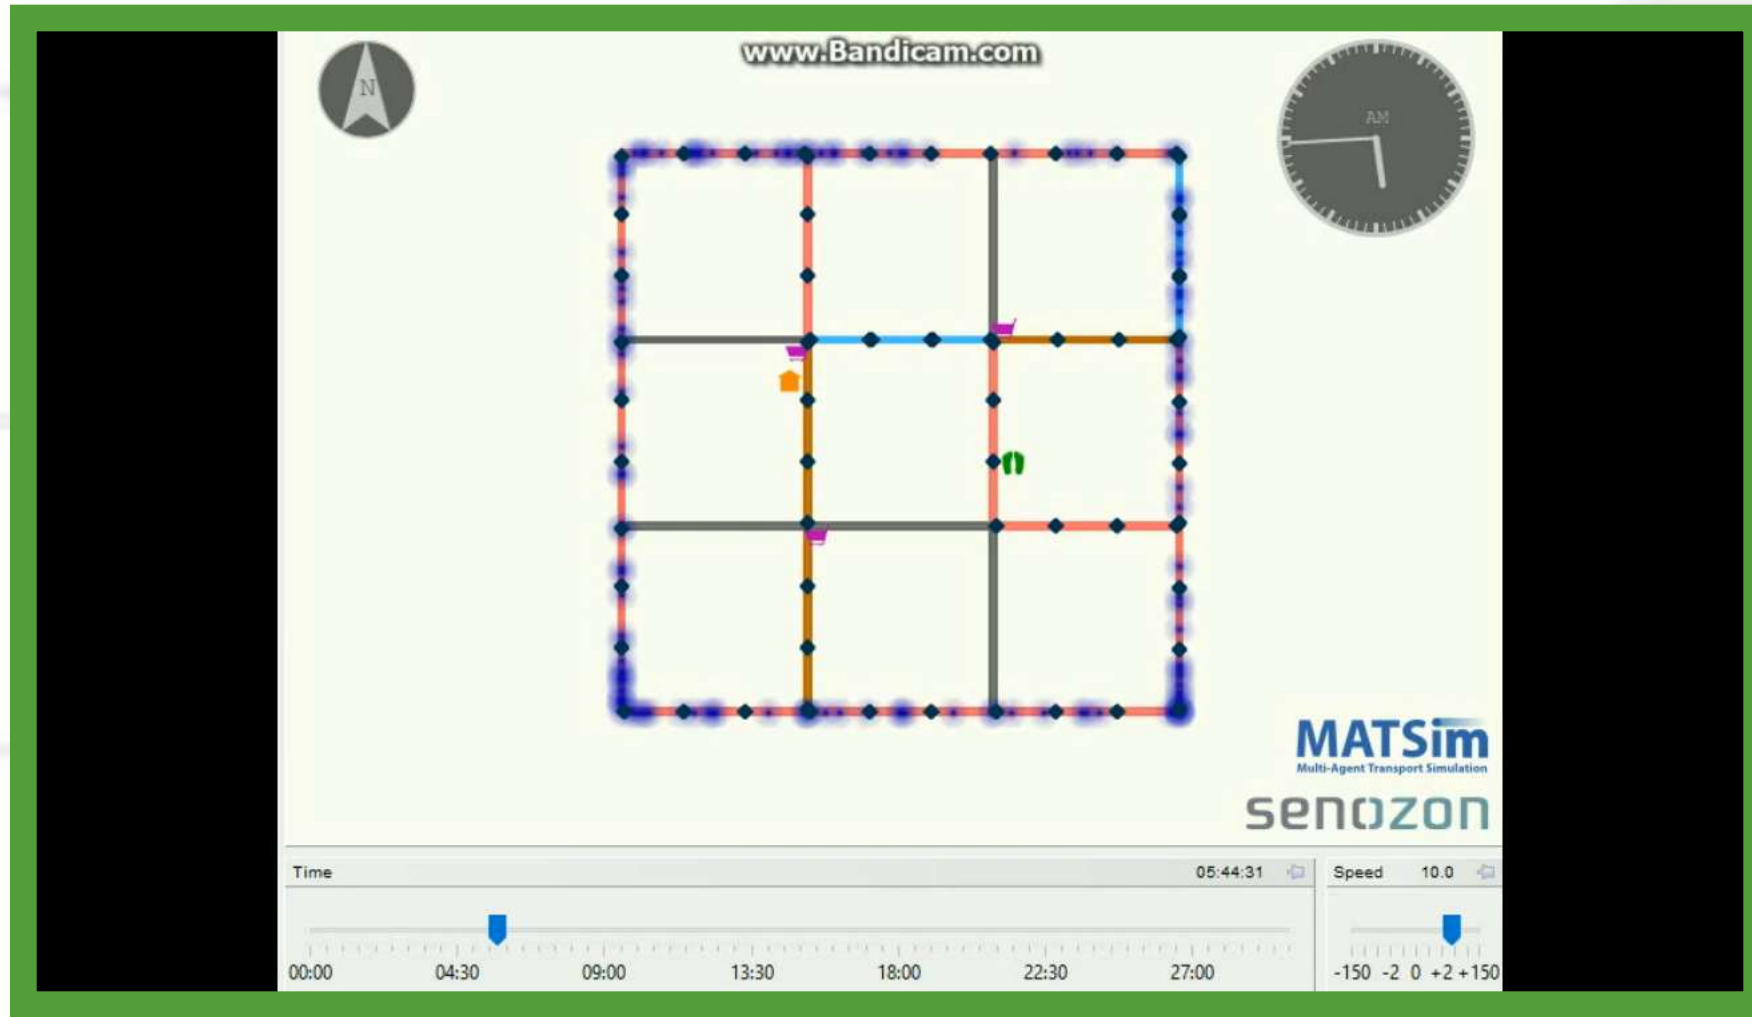 www.Bandicam.com
N
AM
MATSim
Multi-Agent Transport Simulation
senozon
Time 05:44:31
Speed 10.0
00:00 04:30 09:00 13:30 18:00 22:30 27:00
-150 -2 0 +2 +150